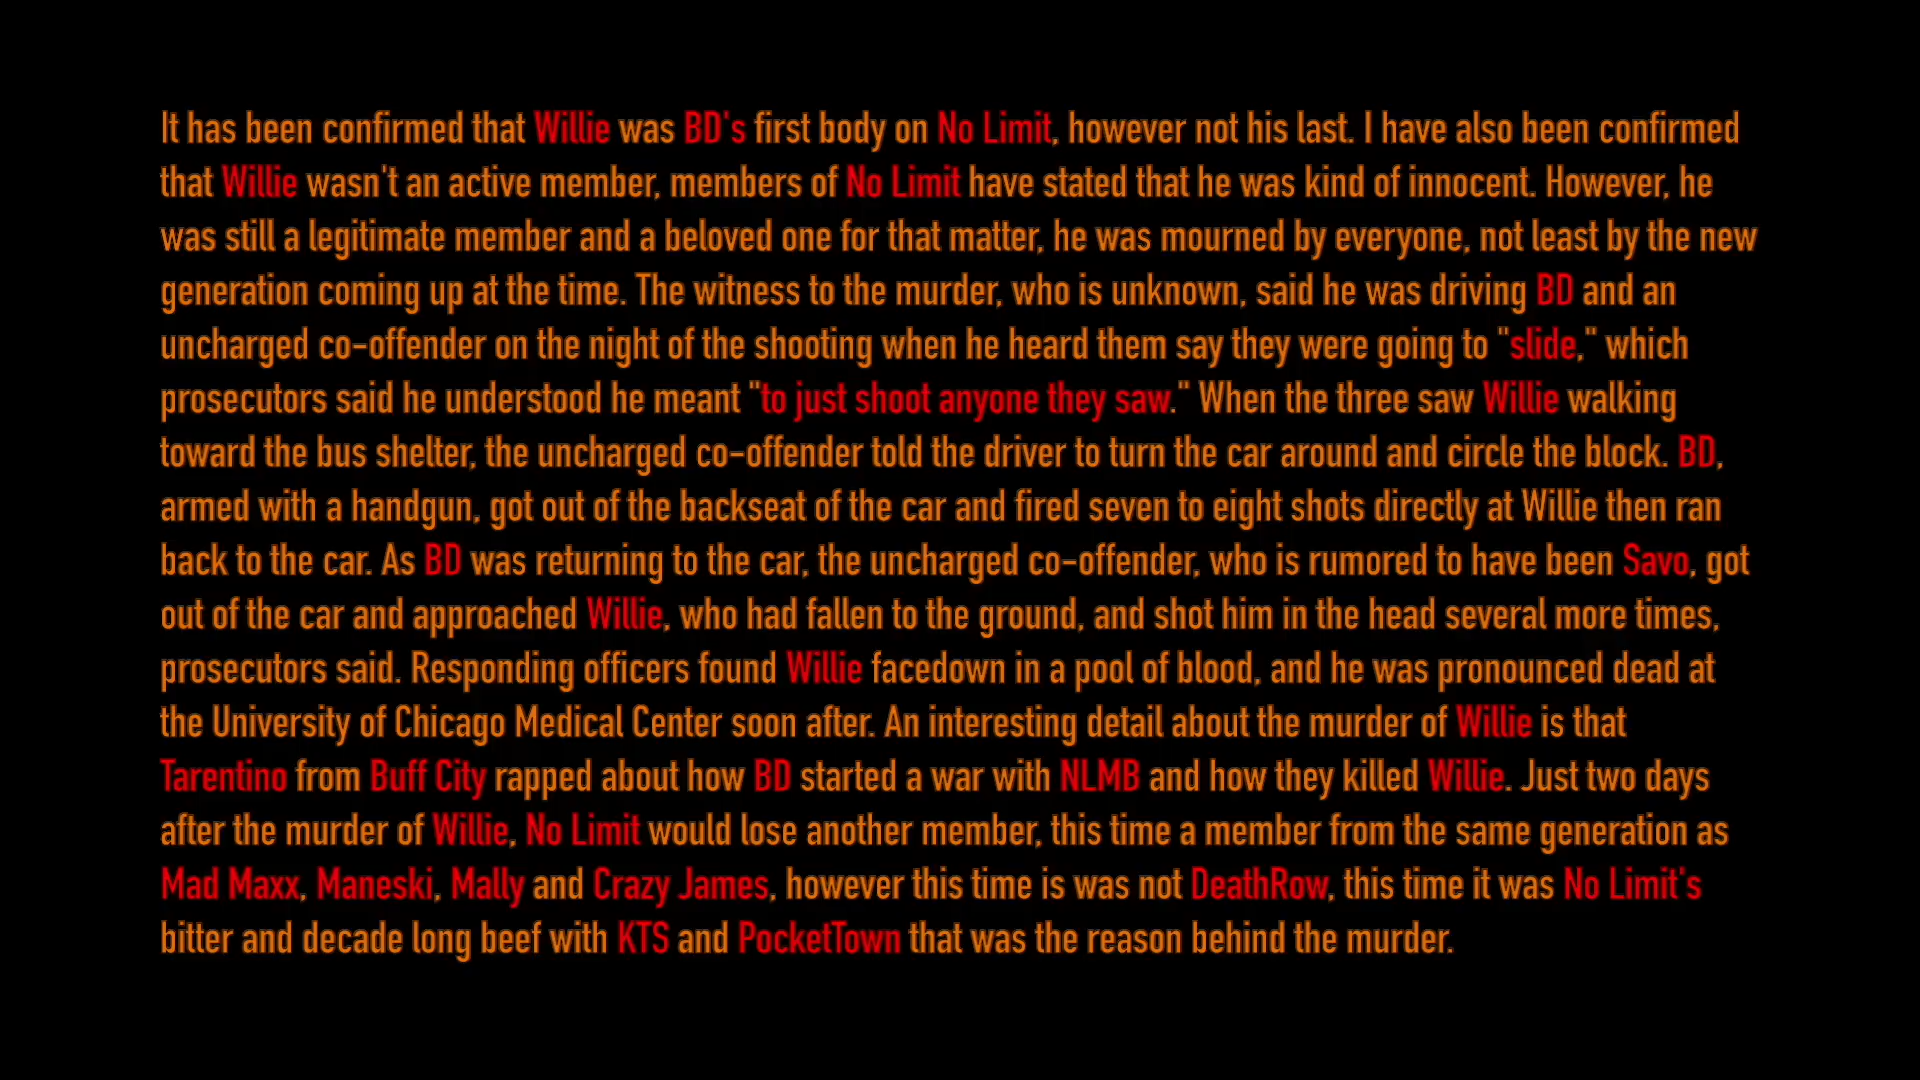 It has been confirmed that Willie was BD's first body on No Limit, however not his last. I have also been confirmed
that Willie wasn't an active member, members of No Limit have stated that he was kind of innocent. However, he
was still a legitimate member and a beloved one for that matter, he was mourned by everyone, not least by the new
generation coming up at the time. The witness to the murder, who is unknown, said he was driving BD and an
uncharged co-offender on the night of the shooting when he heard them say they were going to "slide," which
prosecutors said he understood he meant "to just shoot anyone they saw." When the three saw Willie walking
toward the bus shelter, the uncharged co-offender told the driver to turn the car around and circle the block. BD,
armed with a handgun, got out of the backseat of the car and fired seven to eight shots directly at Willie then ran
back to the car. As BD was returning to the car, the uncharged co-offender, who is rumored to have been Savo, got
out of the car and approached Willie, who had fallen to the ground, and shot him in the head several more times,
prosecutors said. Responding officers found Willie facedown in a pool of blood, and he was pronounced dead at
the University of Chicago Medical Center soon after. An interesting detail about the murder of Willie is that
Tarentino from Buff City rapped about how BD started a war with NLMB and how they killed Willie. Just two days
after the murder of Willie, No Limit would lose another member, this time a member from the same generation as
Mad Maxx, Maneski, Mally and Crazy James, however this time is was not DeathRow, this time it was No Limit's
bitter and decade long beef with KTS and PocketTown that was the reason behind the murder.